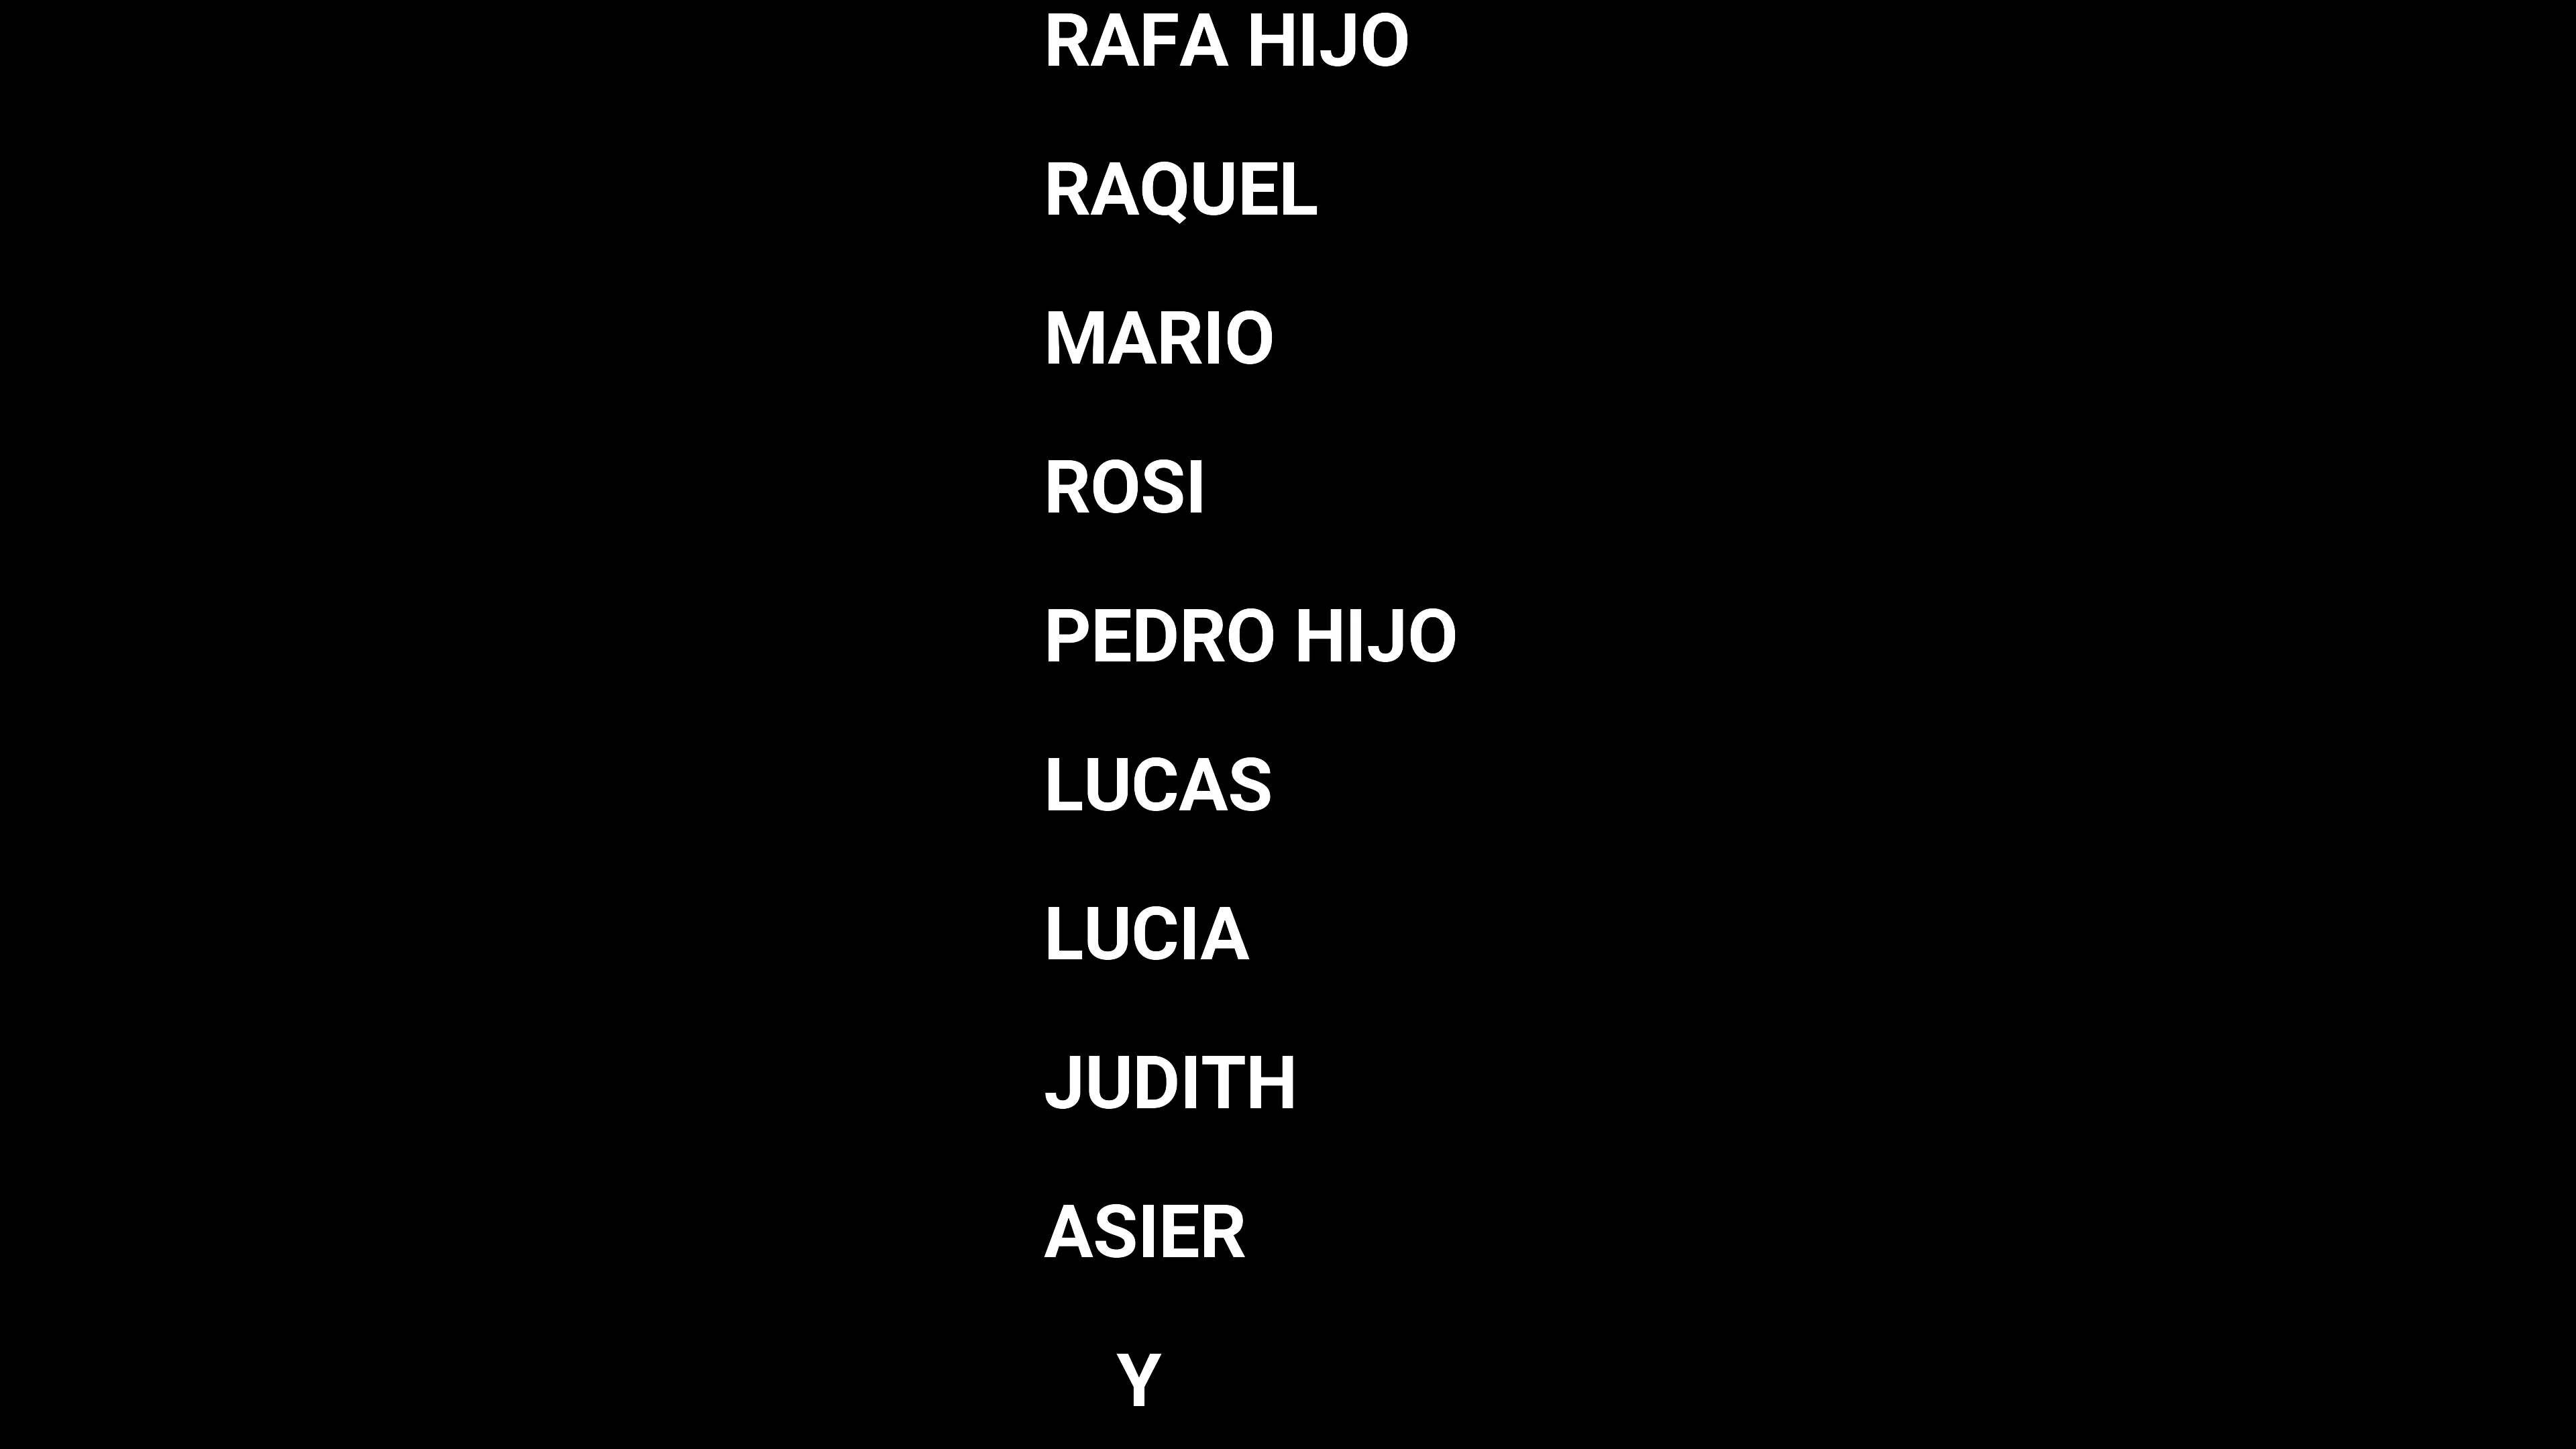 RAFA HIJO
RAQUEL
MARIO
ROSI
PEDRO HIJO
LUCAS
LUCIA
JUDITH
ASIER
Y